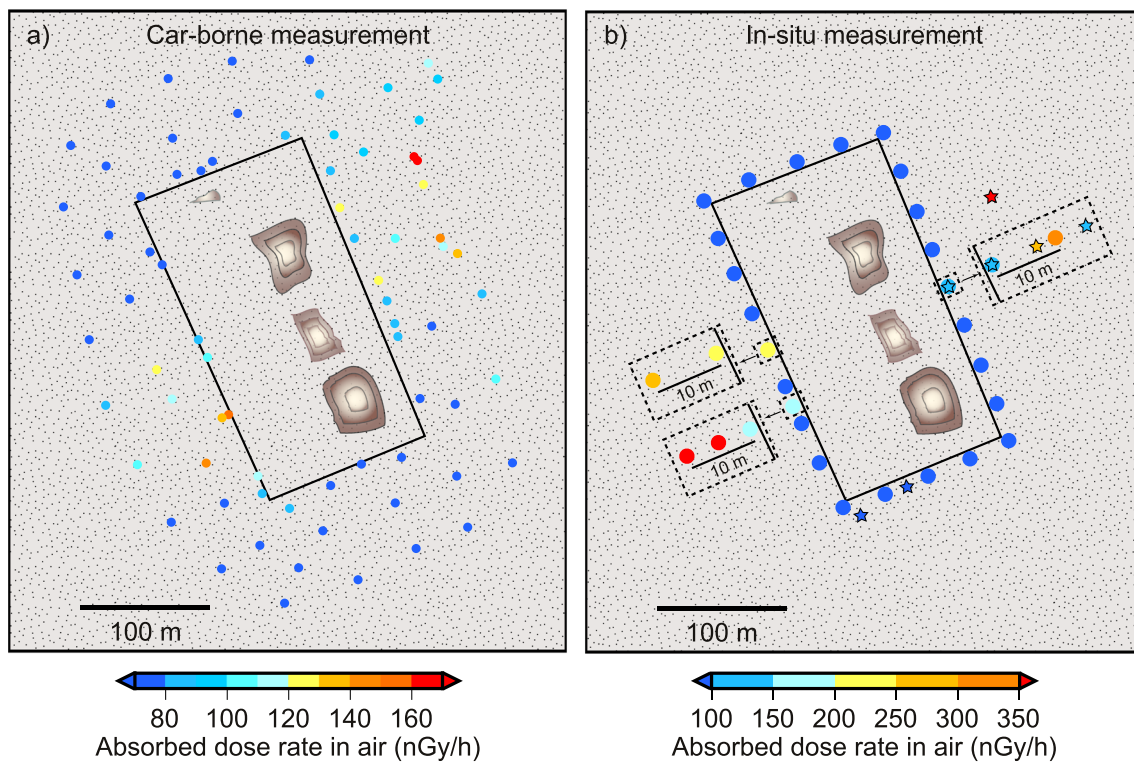 a) Car-borne measurement
b) In-situ measurement
10 m
10 m
10 m
100 m
100 m
80 100 120 140 160
Absorbed dose rate in air (nGy/h)
100 150 200 250 300 350
Absorbed dose rate in air (nGy/h)